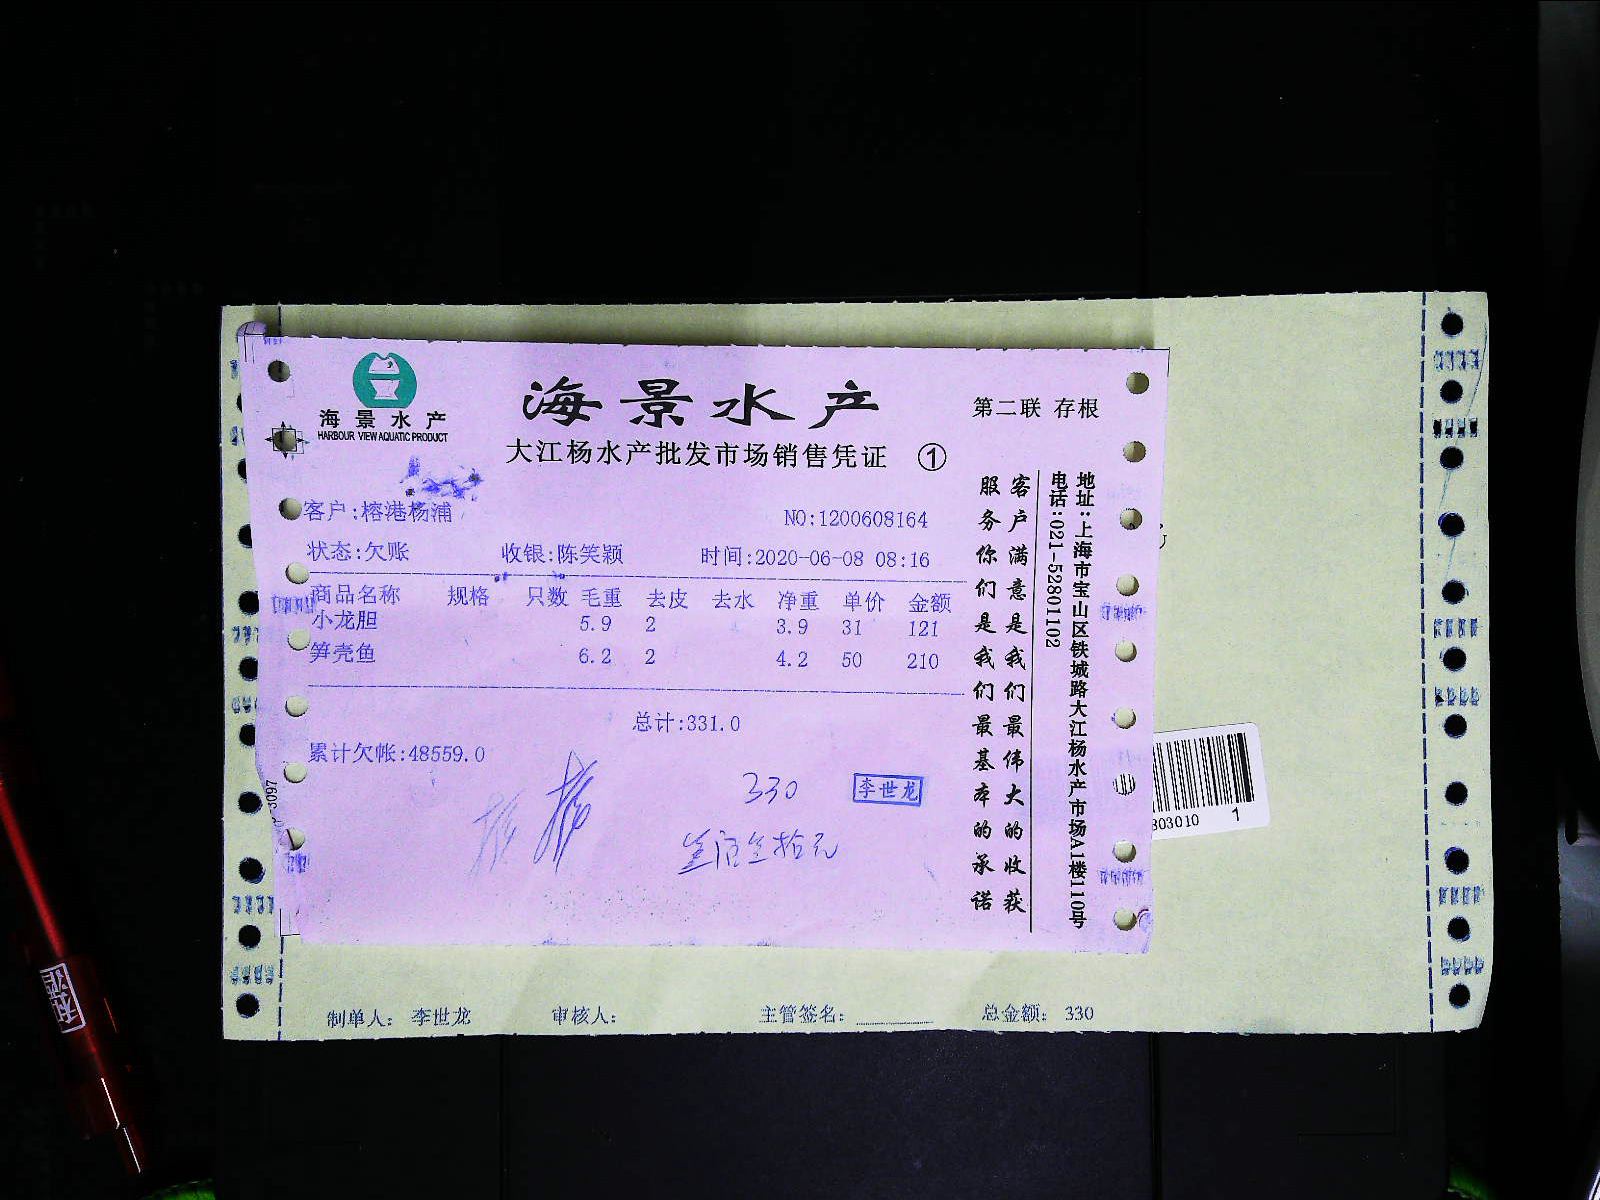 海景水产
HARBOUR VIEW AQUATIC PRODUCT
海景水产
第二联 存根
大江杨水产批发市场销售凭证 ①
客户:榕港杨浦
NO:1200608164
状态:欠账 收银:陈笑颖 时间:2020-06-08 08:16
商品名称 规格 只数 毛重 去皮 去水 净重 单价 金额
小龙胆 5.9 2 3.9 31 121
笋壳鱼 6.2 2 4.2 50 210
总计:331.0
累计欠帐:48559.0
330
李世龙
叁佰叁拾元
客户满意是我们最伟大的收获
服务你们是我们最基本的承诺
地址:上海市宝山区铁城路大江杨水产市场A1楼110号
电话:021-52801102
803010 1
制单人: 李世龙 审核人: 主管签名: 总金额: 330